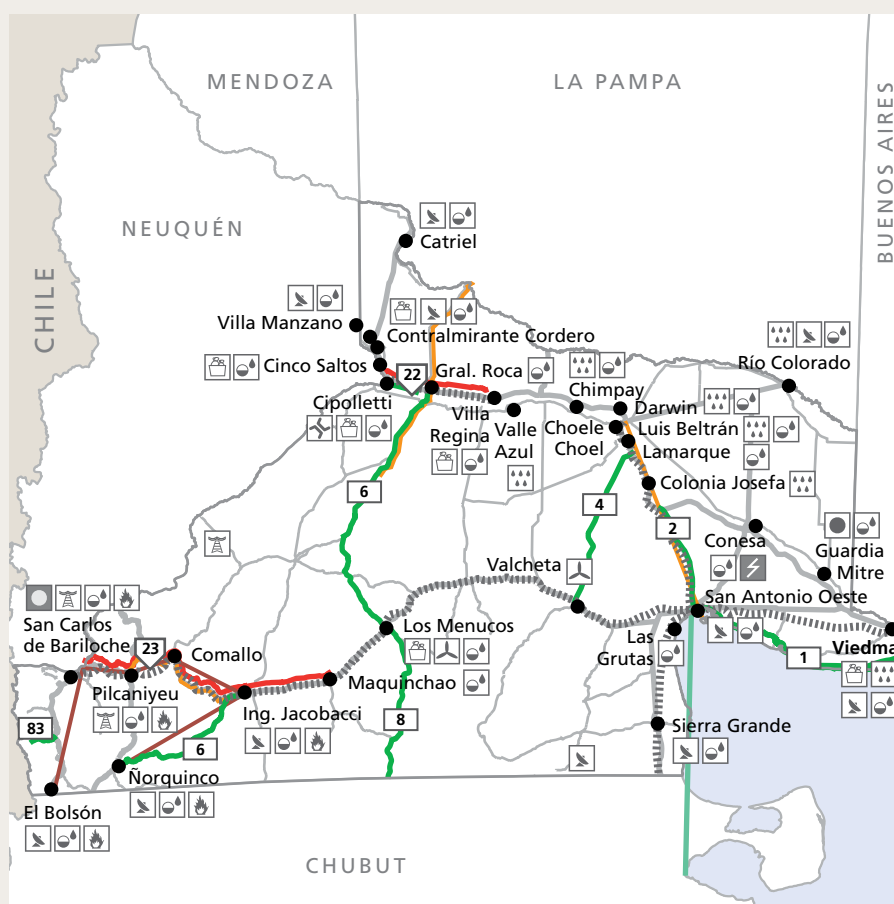 MENDOZA
LA PAMPA
BUENOS AIRES
NEUQUÉN
CHILE
Catriel
Villa Manzano
Contralmirante Cordero
Cinco Saltos
22
Gral. Roca
Río Colorado
Cipolletti
Villa
Regina
Valle
Azul
Chimpay
Choele
Choel
Darwin
Luis Beltrán
Lamarque
6
4
Colonia Josefa
2
Conesa
Guardia
Mitre
Valcheta
San Antonio Oeste
San Carlos
de Bariloche
23
Comallo
Los Menucos
Las
Grutas
1
Viedma
Pilcaniyeu
Maquinchao
83
Ing. Jacobacci
6
8
Sierra Grande
Ñorquinco
El Bolsón
CHUBUT